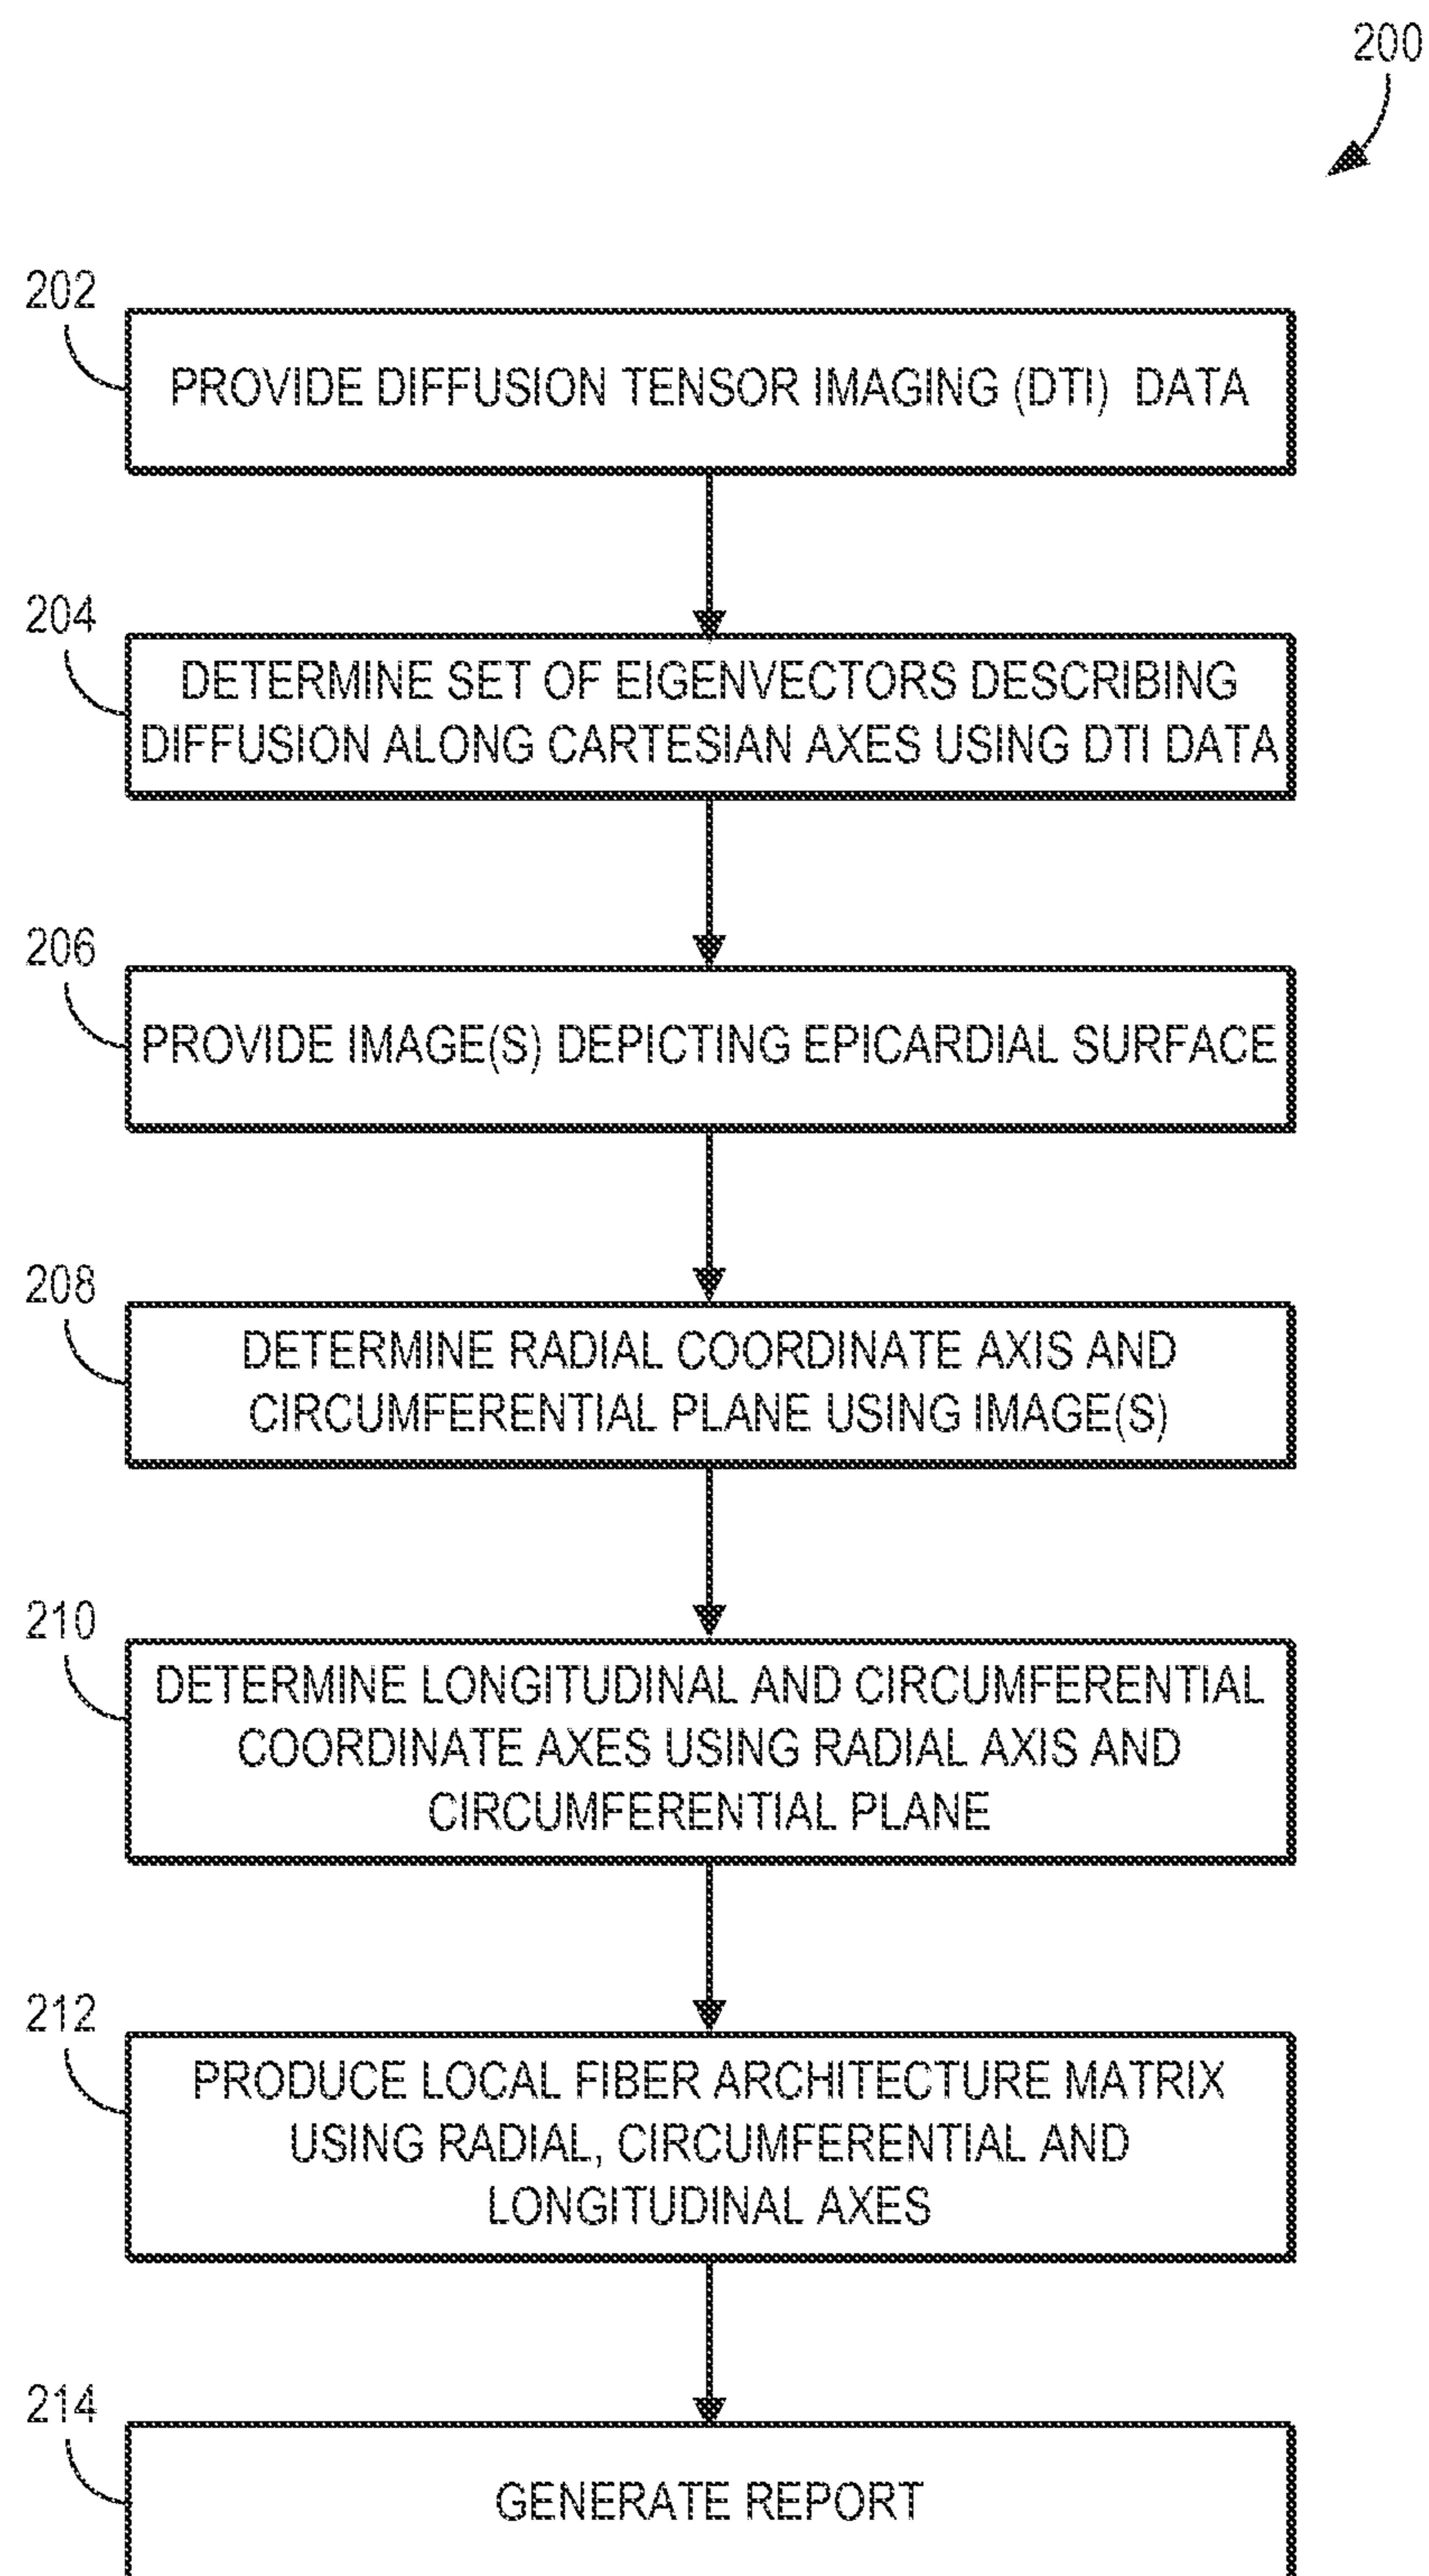 200
202
PROVIDE DIFFUSION TENSOR IMAGING (DTI) DATA
204
DETERMINE SET OF EIGENVECTORS DESCRIBING
DIFFUSION ALONG CARTESIAN AXES USING DTI DATA
206
PROVIDE IMAGE(S) DEPICTING EPICARDIAL SURFACE
208
DETERMINE RADIAL COORDINATE AXIS AND
CIRCUMFERENTIAL PLANE USING IMAGE(S)
210
DETERMINE LONGITUDINAL AND CIRCUMFERENTIAL
COORDINATE AXES USING RADIAL AXIS AND
CIRCUMFERENTIAL PLANE
212
PRODUCE LOCAL FIBER ARCHITECTURE MATRIX
USING RADIAL, CIRCUMFERENTIAL AND
LONGITUDINAL AXES
214
GENERATE REPORT